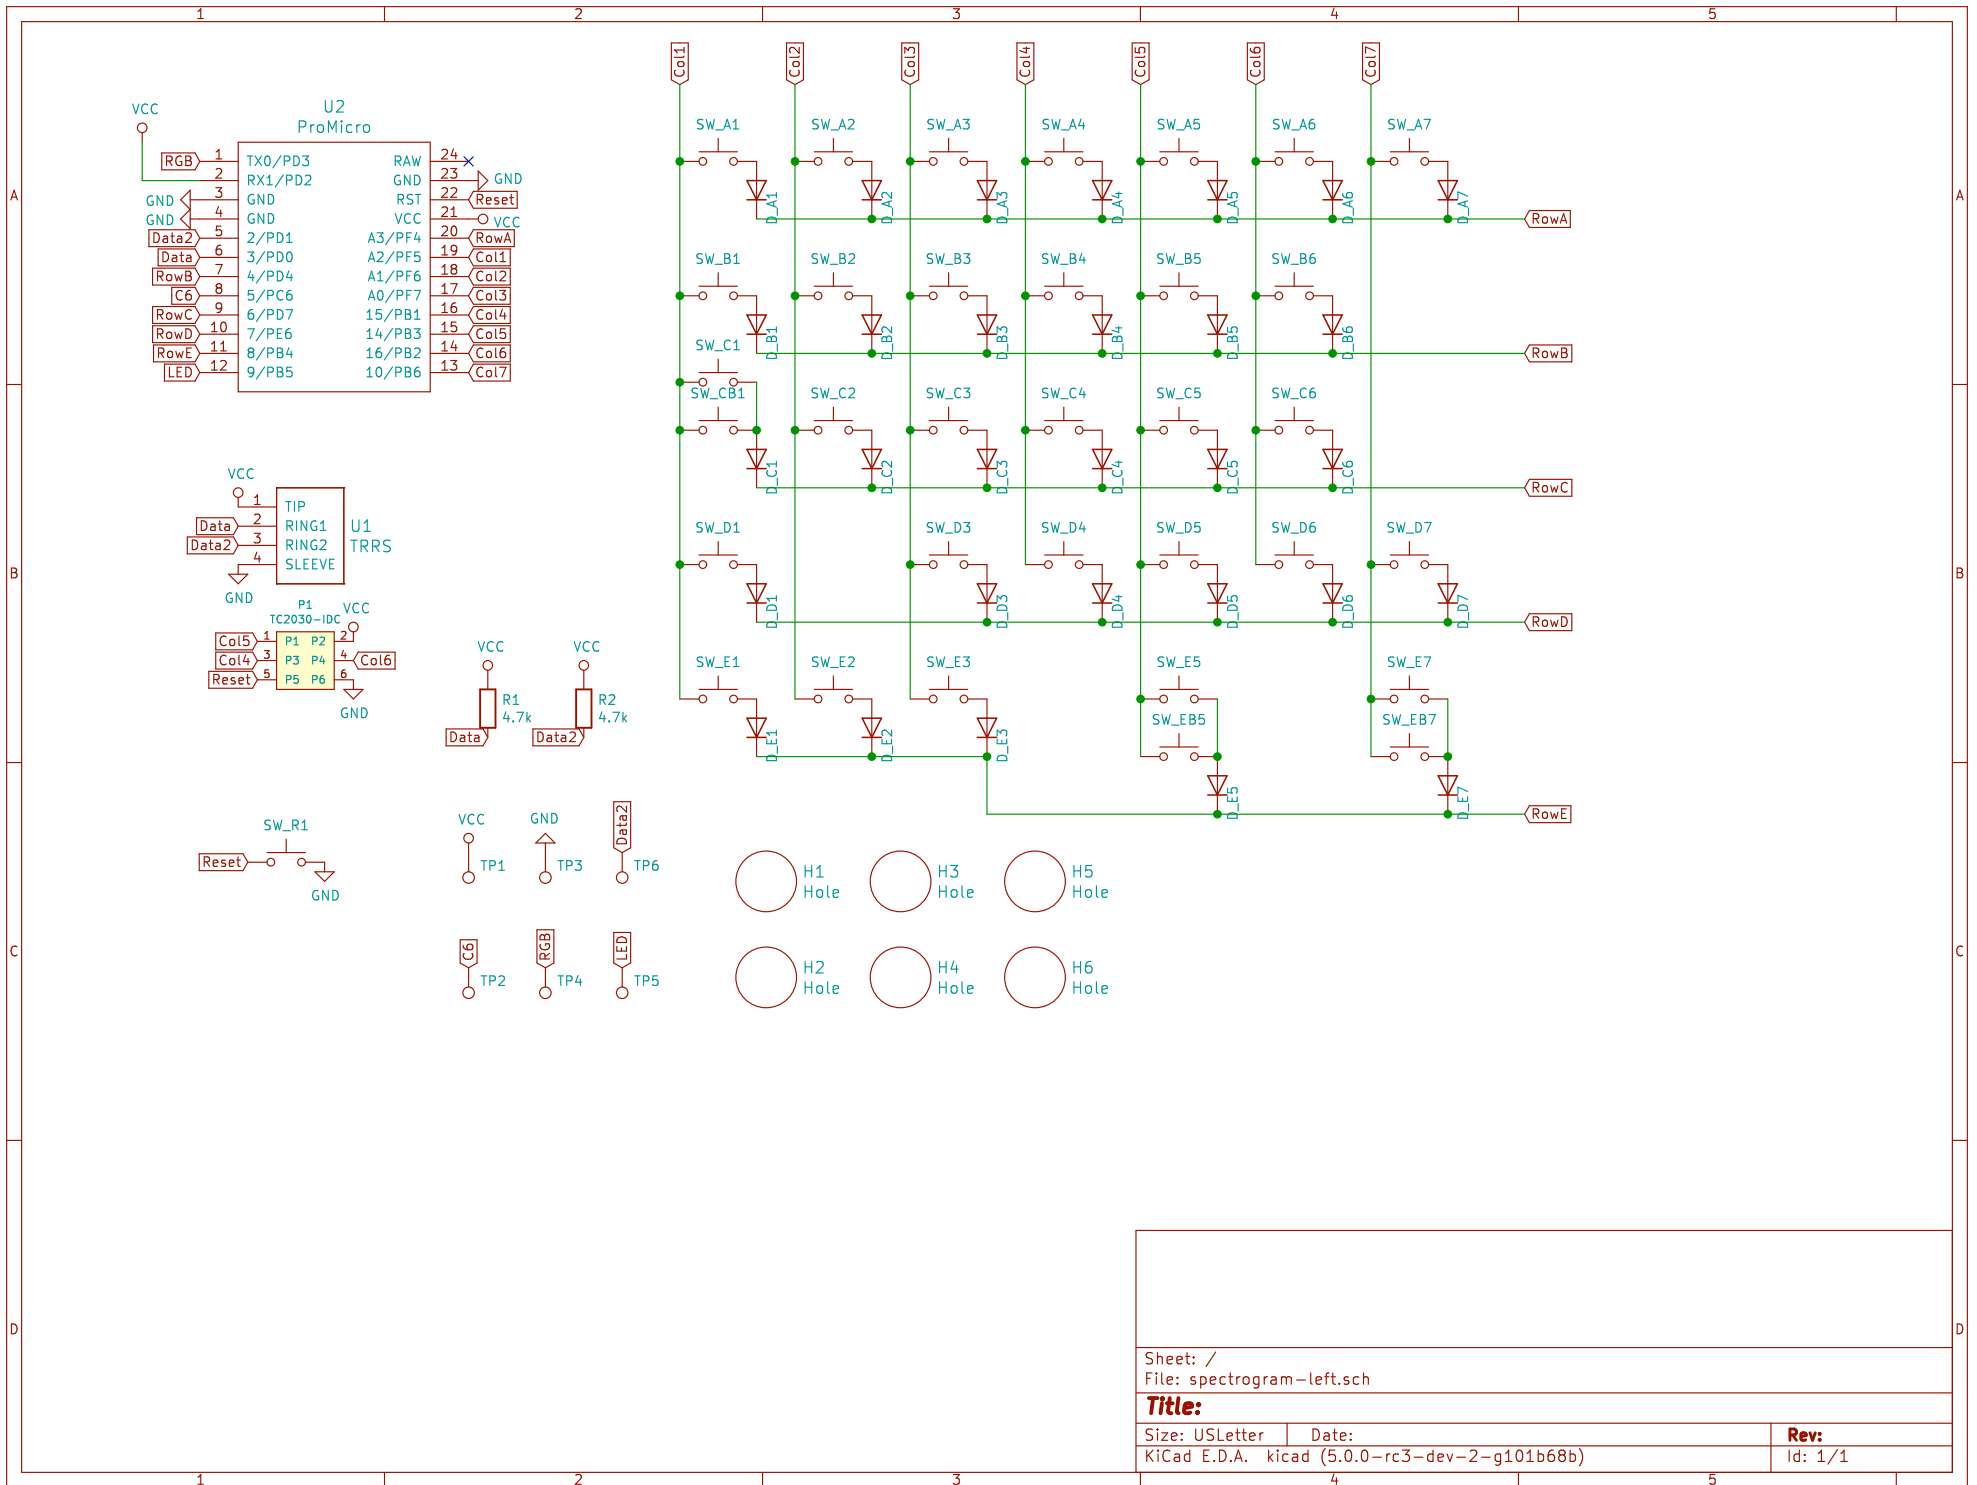 1 2 3 4 5
A
B
C
D
A
B
C
D
1 2 3 4 5
VCC
U2
ProMicro
RGB 1 TX0/PD3 RAW 24
2 RX1/PD2 GND 23 GND
GND 3 GND RST 22 Reset
GND 4 GND VCC 21 VCC
Data2 5 2/PD1 A3/PF4 20 RowA
Data 6 3/PD0 A2/PF5 19 Col1
RowB 7 4/PD4 A1/PF6 18 Col2
C6 8 5/PC6 A0/PF7 17 Col3
RowC 9 6/PD7 15/PB1 16 Col4
RowD 10 7/PE6 14/PB3 15 Col5
RowE 11 8/PB4 16/PB2 14 Col6
LED 12 9/PB5 10/PB6 13 Col7
VCC
1 TIP
Data 2 RING1 U1
Data2 3 RING2 TRRS
4 SLEEVE
GND
P1
TC2030-IDC VCC
Col5 1 P1 P2 2
Col4 3 P3 P4 4 Col6
Reset 5 P5 P6 6
GND
VCC VCC
R1 R2
4.7k 4.7k
Data Data2
SW_R1
Reset
GND
VCC GND Data2
TP1 TP3 TP6
C6 RGB LED
TP2 TP4 TP5
Col1 Col2 Col3 Col4 Col5 Col6 Col7
SW_A1 SW_A2 SW_A3 SW_A4 SW_A5 SW_A6 SW_A7
D_A1 D_A2 D_A3 D_A4 D_A5 D_A6 D_A7
RowA
SW_B1 SW_B2 SW_B3 SW_B4 SW_B5 SW_B6
D_B1 D_B2 D_B3 D_B4 D_B5 D_B6
RowB
SW_C1
SW_CB1 SW_C2 SW_C3 SW_C4 SW_C5 SW_C6
D_C1 D_C2 D_C3 D_C4 D_C5 D_C6
RowC
SW_D1 SW_D3 SW_D4 SW_D5 SW_D6 SW_D7
D_D1 D_D3 D_D4 D_D5 D_D6 D_D7
RowD
SW_E1 SW_E2 SW_E3 SW_E5 SW_E7
SW_EB5 SW_EB7
D_E1 D_E2 D_E3
D_E5 D_E7
RowE
H1 H3 H5
Hole Hole Hole
H2 H4 H6
Hole Hole Hole
Sheet: /
File: spectrogram-left.sch
Title:
Size: USLetter Date: Rev:
KiCad E.D.A. kicad (5.0.0-rc3-dev-2-g101b68b) Id: 1/1